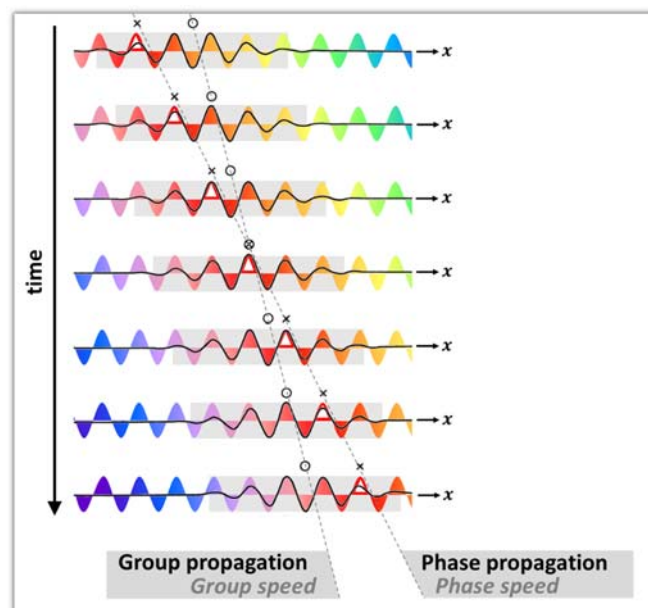 x
x
x
x
time
x
x
x
Group propagation
Group speed
Phase propagation
Phase speed